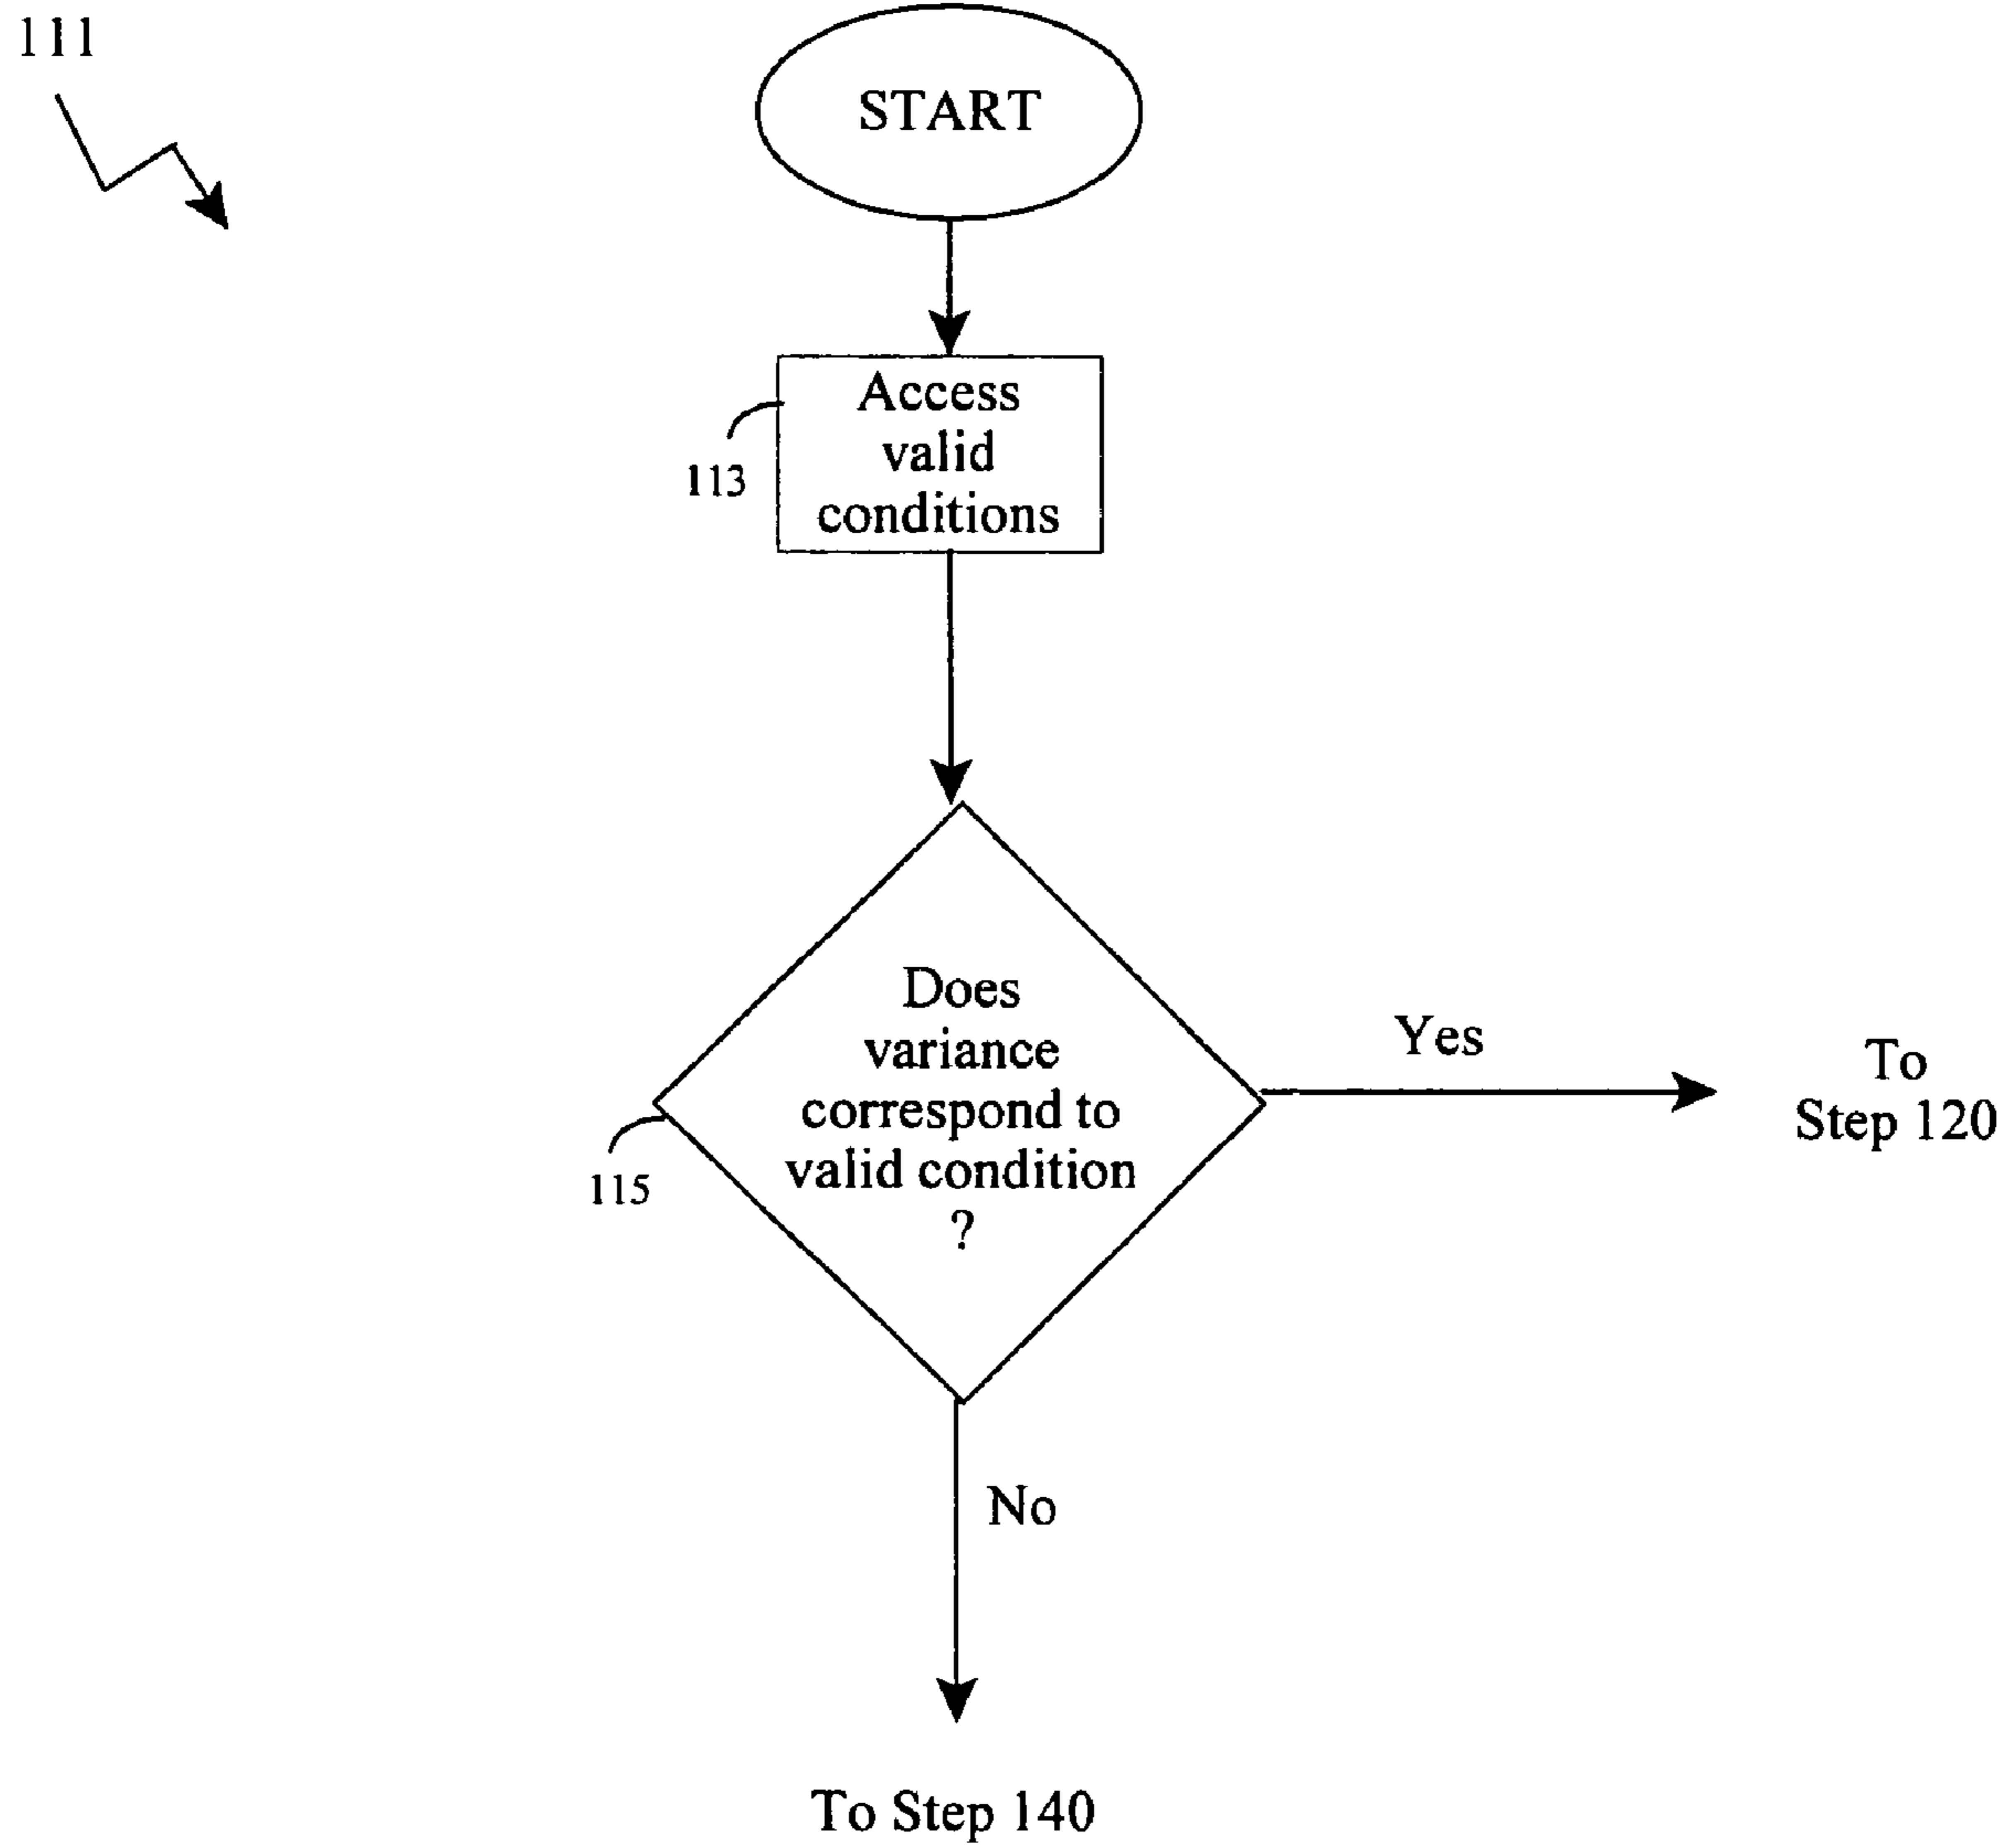 111
START
Access
valid
conditions
113
Does
variance
correspond to
valid condition
?
115
Yes
To
Step 120
No
To Step 140